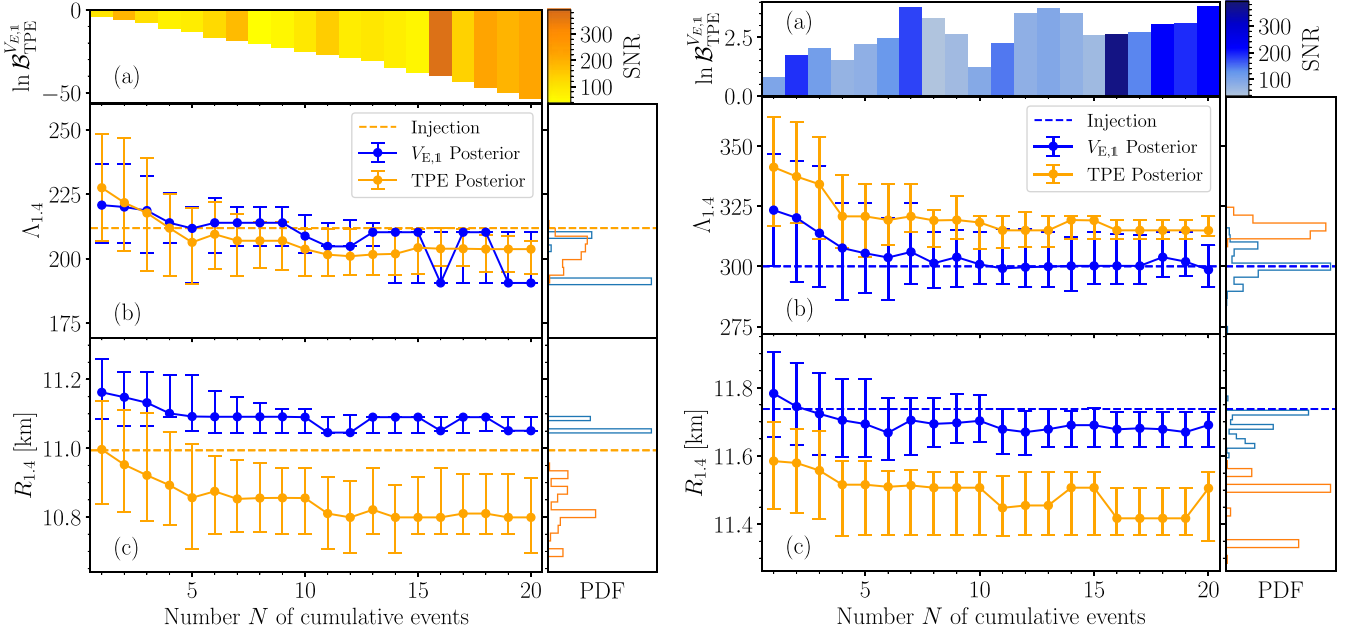 ln 𝓑^{V_{E,𝟙}}_{TPE}
0
−50
(a)
300
200
100
SNR
Λ_{1.4}
250
225
200
175
Injection
V_{E,𝟙} Posterior
TPE Posterior
(b)
R_{1.4} [km]
11.2
11.0
10.8
(c)
5
10
15
20
PDF
Number N of cumulative events
ln 𝓑^{V_{E,𝟙}}_{TPE}
2.5
0.0
(a)
300
200
100
SNR
Λ_{1.4}
350
325
300
275
Injection
V_{E,𝟙} Posterior
TPE Posterior
(b)
R_{1.4} [km]
11.8
11.6
11.4
(c)
5
10
15
20
PDF
Number N of cumulative events